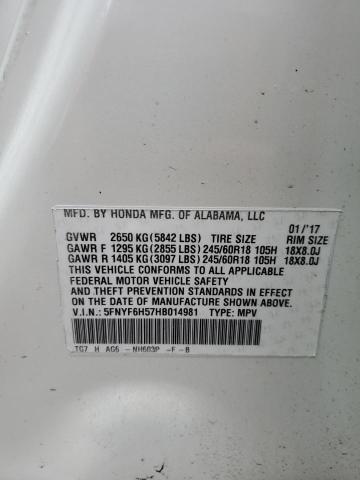 MFD. BY HONDA MFG. OF ALABAMA, LLC
01/'17
GVWR 2650 KG (5842 LBS) TIRE SIZE RIM SIZE
GAWR F 1295 KG (2855 LBS) 245/60R18 105H 18X8.0J
GAWR R 1405 KG (3097 LBS) 245/60R18 105H 18X8.0J
THIS VEHICLE CONFORMS TO ALL APPLICABLE
FEDERAL MOTOR VEHICLE SAFETY
AND THEFT PREVENTION STANDARDS IN EFFECT
ON THE DATE OF MANUFACTURE SHOWN ABOVE.
V.I.N.: 5FNYF6H57HB014981 TYPE: MPV
TG7 H AG6 -NH603P -F -B